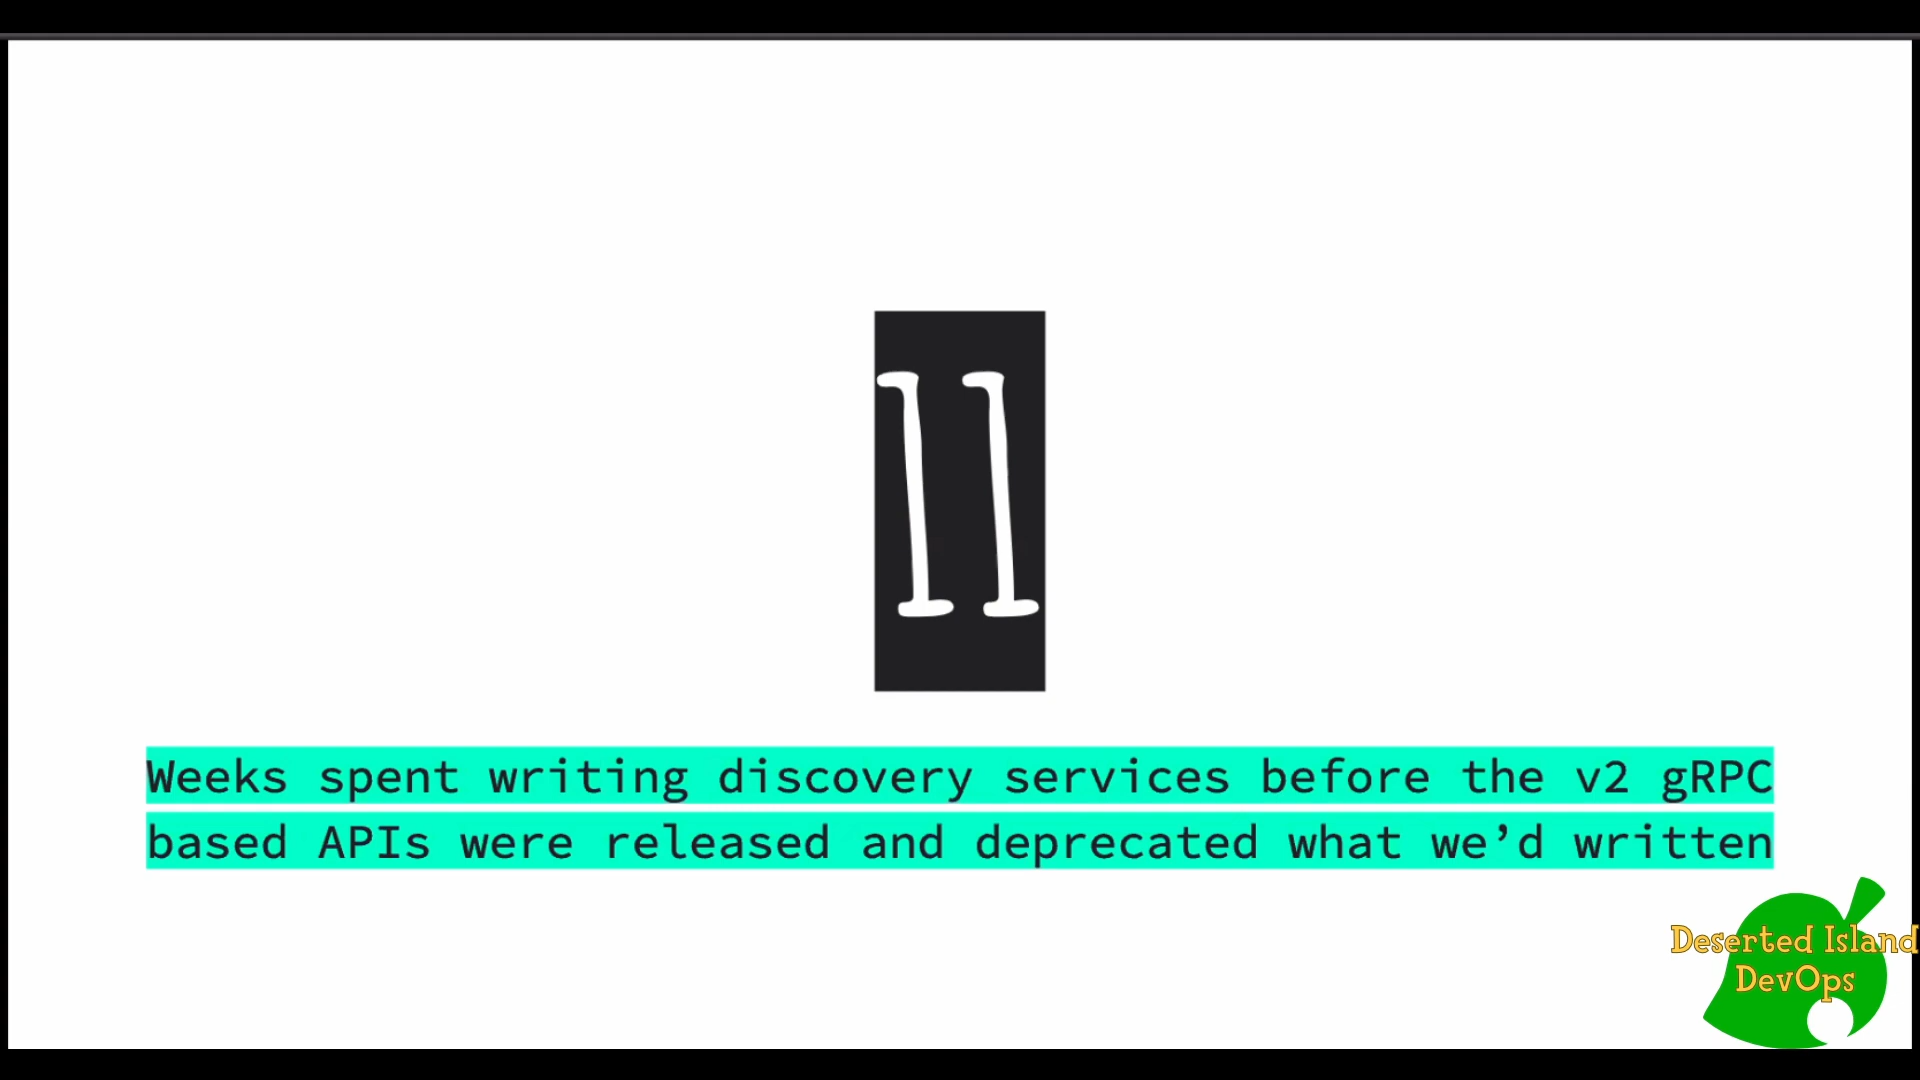 11
Weeks spent writing discovery services before the v2 gRPC
based APIs were released and deprecated what we’d written
Deserted Island
DevOps